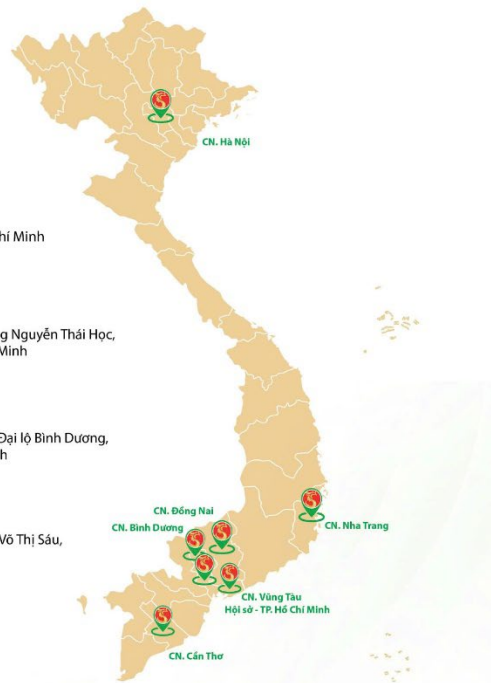 CN. Hà Nội
hí Minh
g Nguyễn Thái Học,
Minh
Đại lộ Bình Dương,
h
Võ Thị Sáu,
CN. Đồng Nai
CN. Bình Dương
CN. Nha Trang
CN. Vũng Tàu
Hội sở - TP. Hồ Chí Minh
CN. Cần Thơ